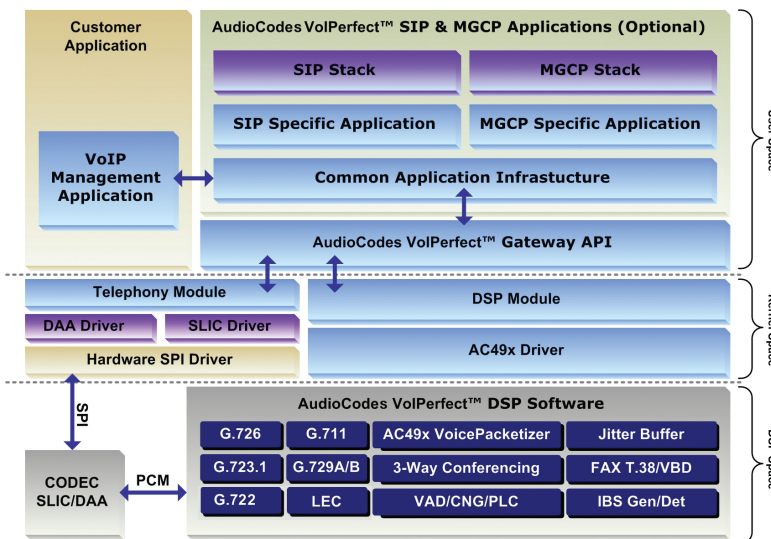 Customer
Application
AudioCodes VolPerfect™ SIP & MGCP Applications (Optional)
SIP Stack
MGCP Stack
SIP Specific Application
MGCP Specific Application
VoIP
Management
Application
Common Application Infrastucture
AudioCodes VolPerfect™ Gateway API
Telephony Module
DSP Module
DAA Driver
SLIC Driver
Hardware SPI Driver
AC49x Driver
SPI
AudioCodes VolPerfect™ DSP Software
G.726
G.711
AC49x VoicePacketizer
Jitter Buffer
G.723.1
G.729A/B
3-Way Conferencing
FAX T.38/VBD
G.722
LEC
VAD/CNG/PLC
IBS Gen/Det
CODEC
SLIC/DAA
PCM